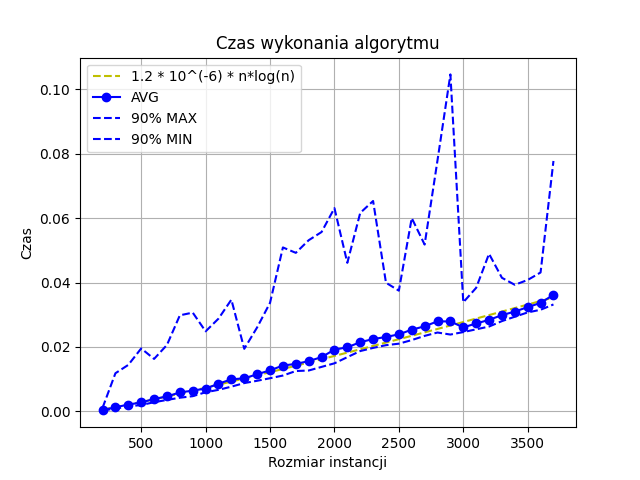 Czas wykonania algorytmu
1.2 * 10^(-6) * n*log(n)
AVG
90% MAX
90% MIN
0.10
0.08
0.06
0.04
0.02
0.00
Czas
500 1000 1500 2000 2500 3000 3500
Rozmiar instancji